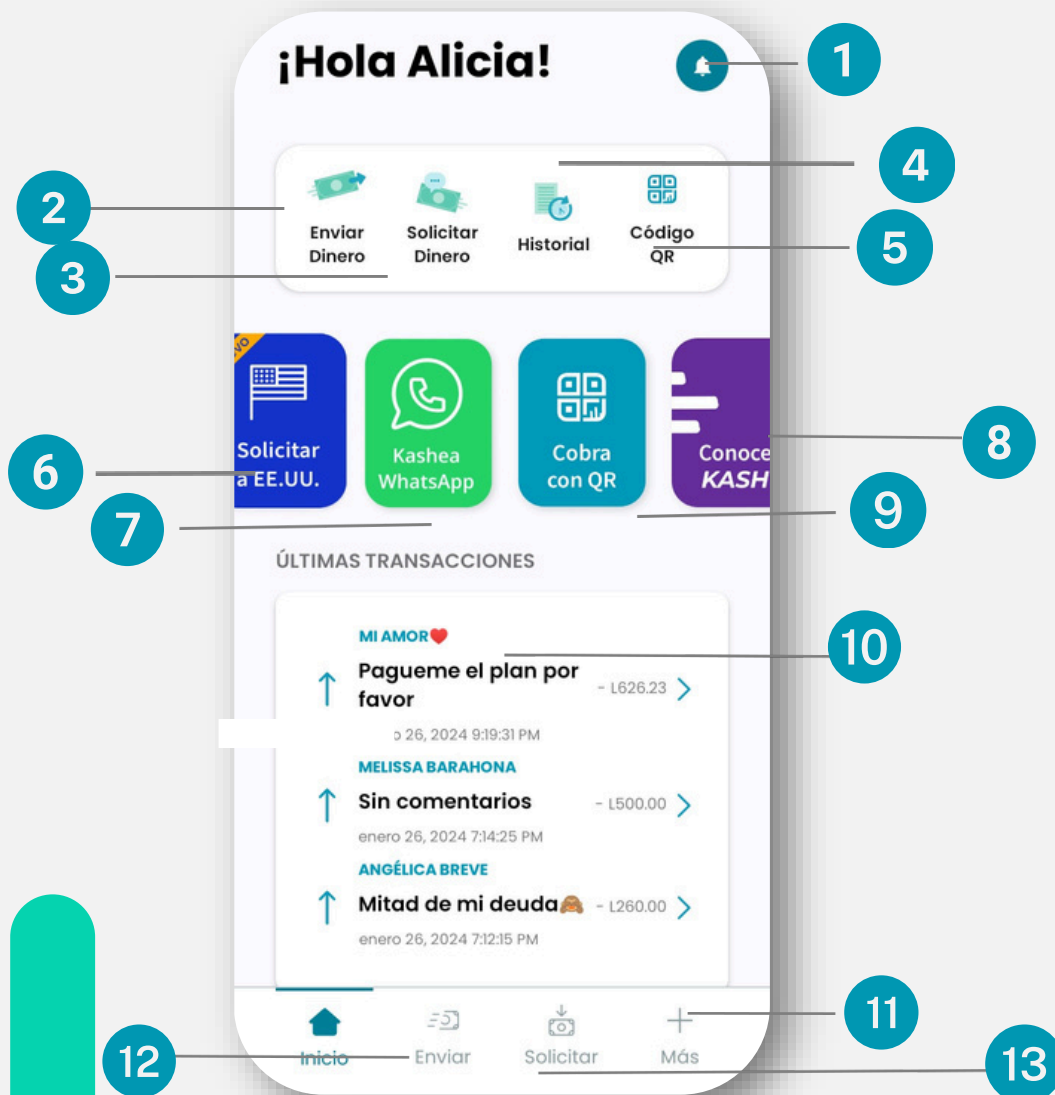 ¡Hola Alicia!
1
4
2
Enviar
Dinero
Solicitar
Dinero
Historial
Código
QR
5
3
Solicitar
a EE.UU.
Kashea
WhatsApp
Cobra
con QR
Conoce
KASH
8
6
7
9
ÚLTIMAS TRANSACCIONES
MI AMOR❤️
10
Pagueme el plan por
favor
- L626.23
26, 2024 9:19:31 PM
MELISSA BARAHONA
Sin comentarios
- L500.00
enero 26, 2024 7:14:25 PM
ANGÉLICA BREVE
Mitad de mi deuda🙈
- L260.00
enero 26, 2024 7:12:15 PM
11
Inicio
Enviar
Solicitar
Más
12
13